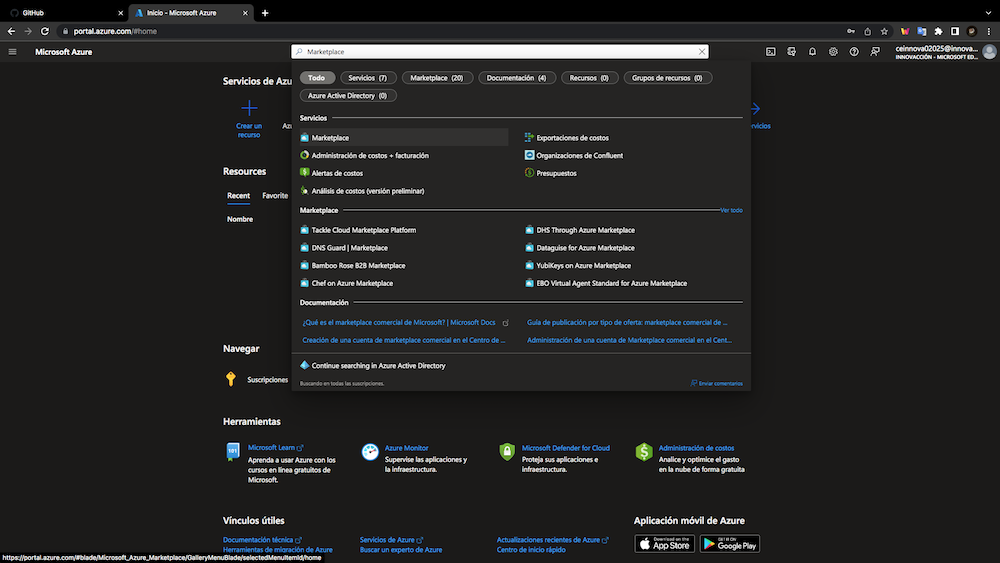 GitHub
Inicio - Microsoft Azure
portal.azure.com/#home
Microsoft Azure
Marketplace
ceinnova02025@innova...
INNOVACCIÓN - MICROSOFT ED...
Todo
Servicios (7)
Marketplace (20)
Documentación (4)
Recursos (0)
Grupos de recursos (0)
Azure Active Directory (0)
Servicios de Azu
Crear un
recurso
Az
rvicios
Servicios
Marketplace
Exportaciones de costos
Administración de costos + facturación
Organizaciones de Confluent
Alertas de costos
Presupuestos
Análisis de costos (versión preliminar)
Marketplace
Ver todo
Tackle Cloud Marketplace Platform
DHS Through Azure Marketplace
DNS Guard | Marketplace
Dataguise for Azure Marketplace
Bamboo Rose B2B Marketplace
YubiKeys on Azure Marketplace
Chef on Azure Marketplace
EBO Virtual Agent Standard for Azure Marketplace
Documentación
¿Qué es el marketplace comercial de Microsoft? | Microsoft Docs
Guía de publicación por tipo de oferta: marketplace comercial de ...
Creación de una cuenta de marketplace comercial en el Centro de ...
Administración de una cuenta de Marketplace comercial en el Cent...
Continue searching in Azure Active Directory
Buscando en todas las suscripciones.
Enviar comentarios
Resources
Recent
Favorite
Nombre
Navegar
Suscripciones
Herramientas
Microsoft Learn
Aprenda a usar Azure con los
cursos en línea gratuitos de
Microsoft.
Azure Monitor
Supervise las aplicaciones y
la infraestructura.
Microsoft Defender for Cloud
Proteja sus aplicaciones e
infraestructura.
Administración de costos
Analice y optimice el gasto
en la nube de forma gratuita
Vínculos útiles
Documentación técnica
Servicios de Azure
Actualizaciones recientes de Azure
Herramientas de migración de Azure
Buscar un experto de Azure
Centro de inicio rápido
Aplicación móvil de Azure
Download on the
App Store
GET IT ON
Google Play
https://portal.azure.com/#blade/Microsoft_Azure_Marketplace/GalleryMenuBlade/selectedMenuItemId/home